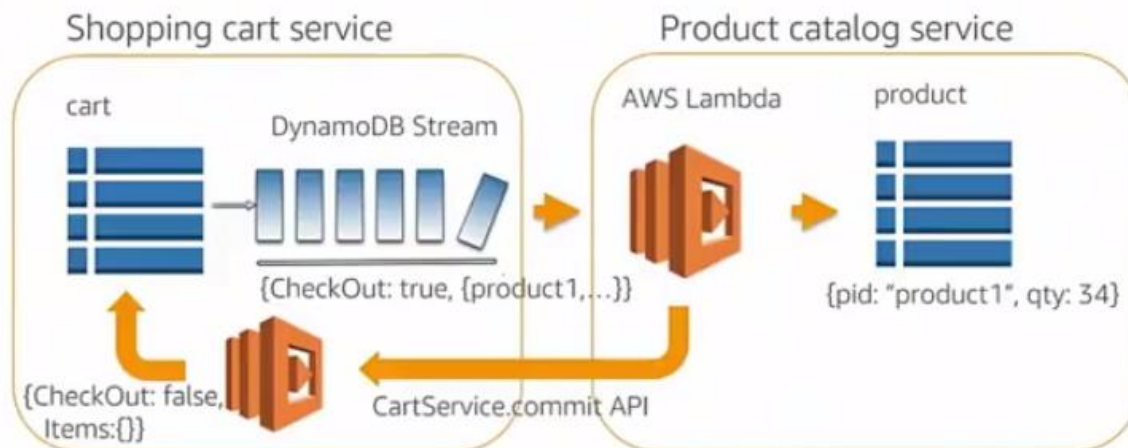 Shopping cart service
Product catalog service
cart
DynamoDB Stream
AWS Lambda
product
{CheckOut: true, {product1,...}}
{pid: "product1", qty: 34}
{CheckOut: false,
Items:{}}
CartService.commit API